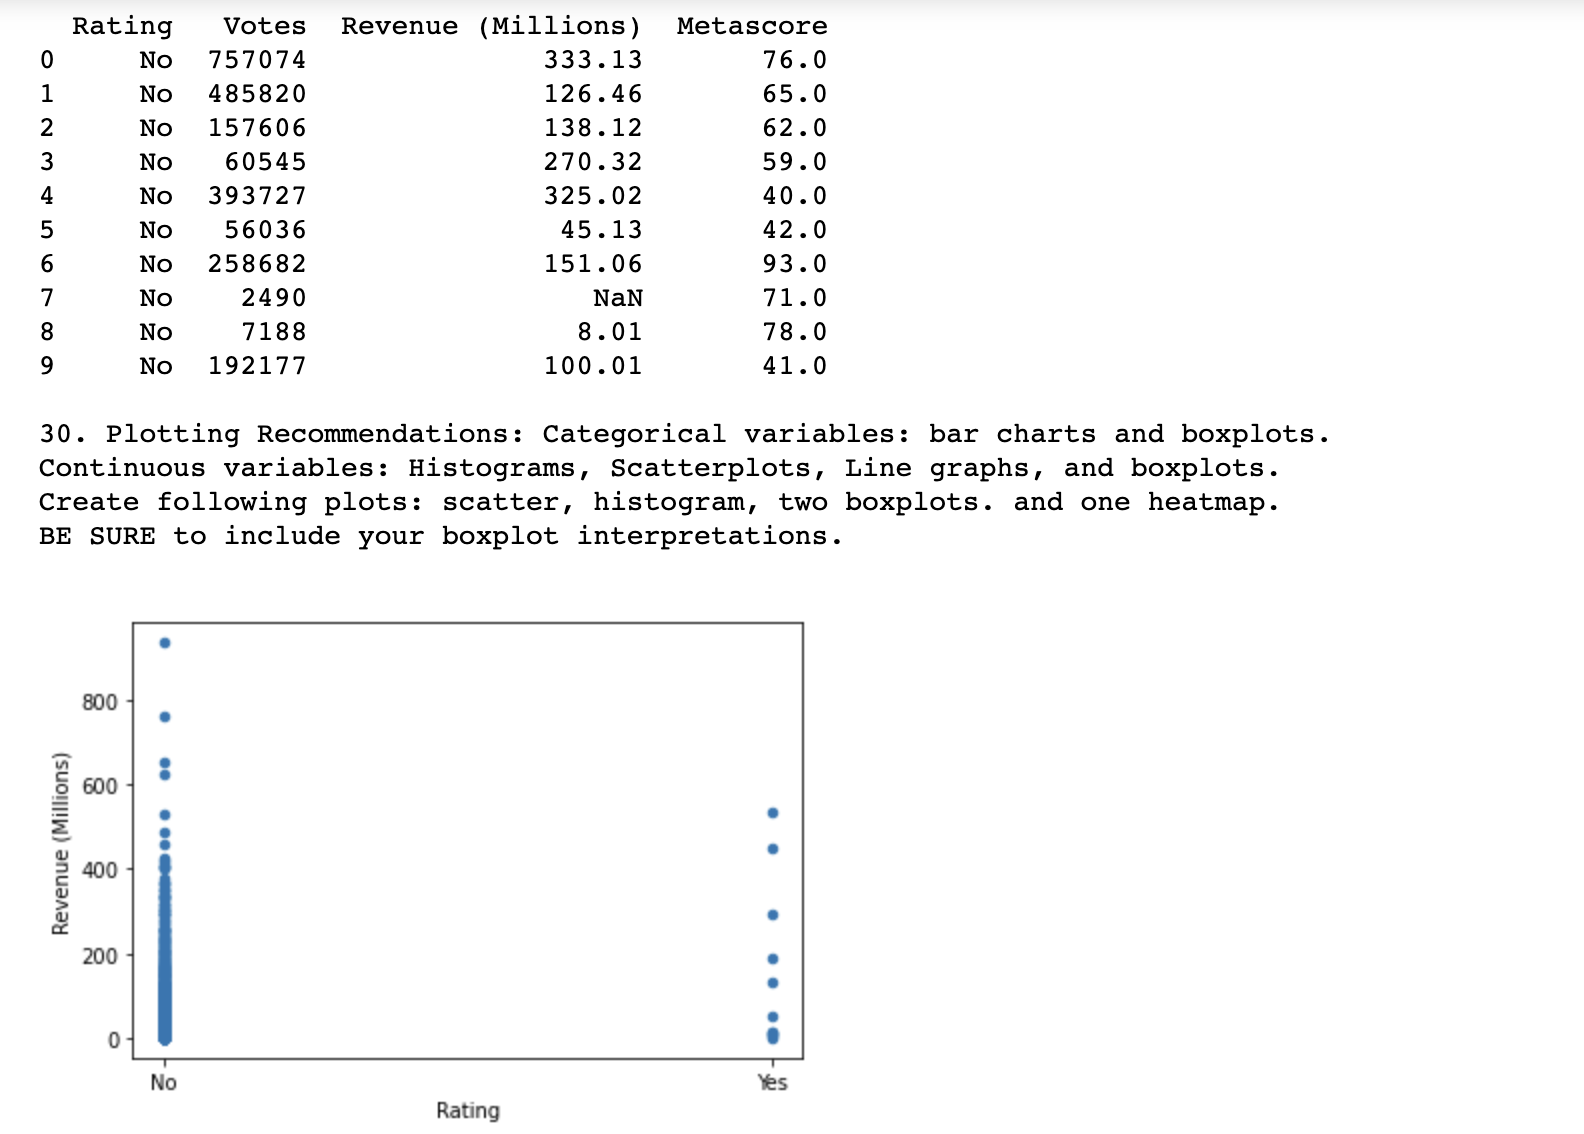 Rating Votes Revenue (Millions) Metascore
0 No 757074 333.13 76.0
1 No 485820 126.46 65.0
2 No 157606 138.12 62.0
3 No 60545 270.32 59.0
4 No 393727 325.02 40.0
5 No 56036 45.13 42.0
6 No 258682 151.06 93.0
7 No 2490 NaN 71.0
8 No 7188 8.01 78.0
9 No 192177 100.01 41.0
30. Plotting Recommendations: Categorical variables: bar charts and boxplots.
Continuous variables: Histograms, Scatterplots, Line graphs, and boxplots.
Create following plots: scatter, histogram, two boxplots. and one heatmap.
BE SURE to include your boxplot interpretations.
Revenue (Millions)
800
600
400
200
0
No Yes
Rating